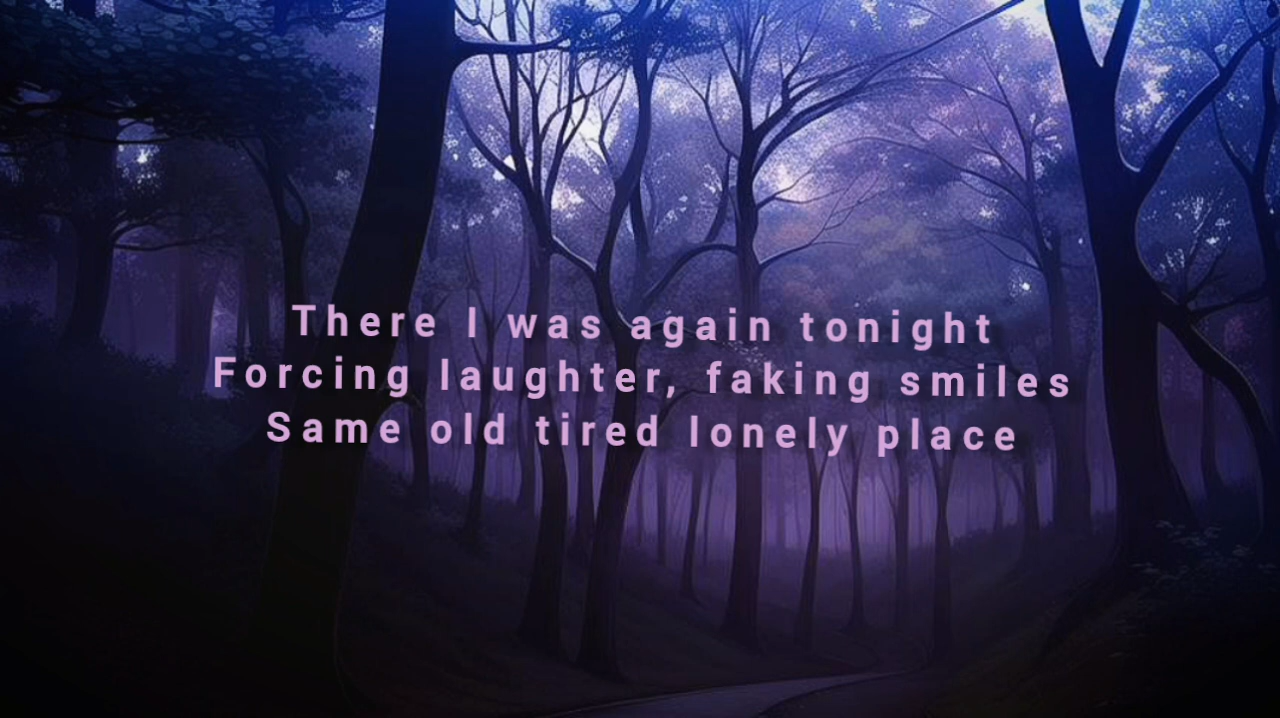 There I was again tonight
Forcing laughter, faking smiles
Same old tired lonely place